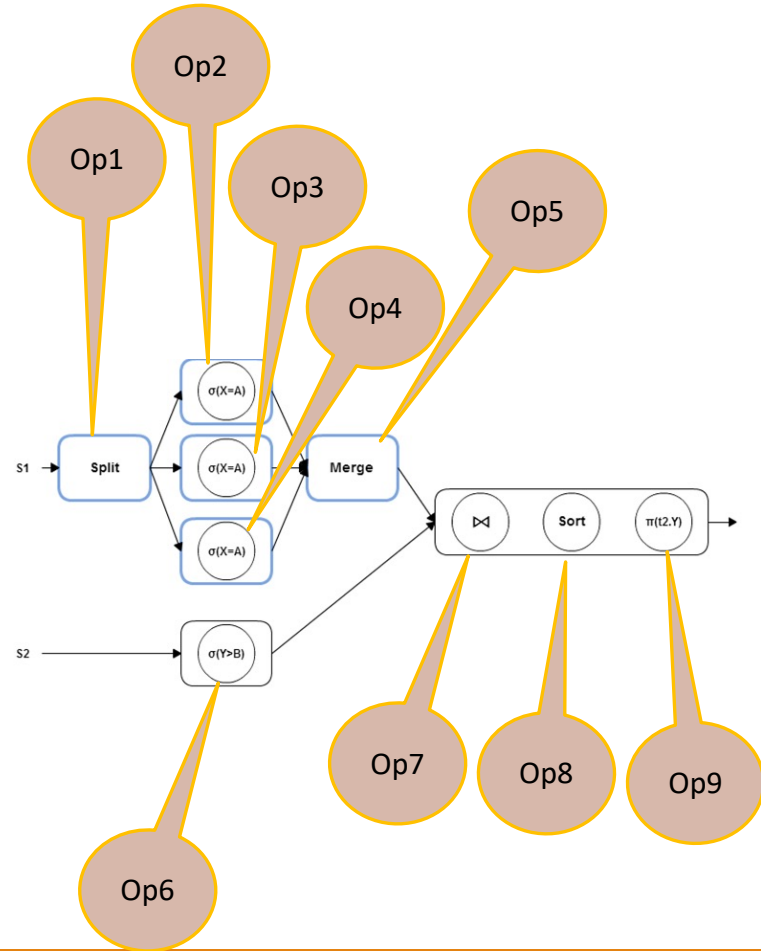 Op2
Op1
Op3
Op5
Op4
σ(X=A)
S1
Split
σ(X=A)
Merge
σ(X=A)
⋈
Sort
π(t2.Y)
S2
σ(Y>B)
Op7
Op8
Op9
Op6